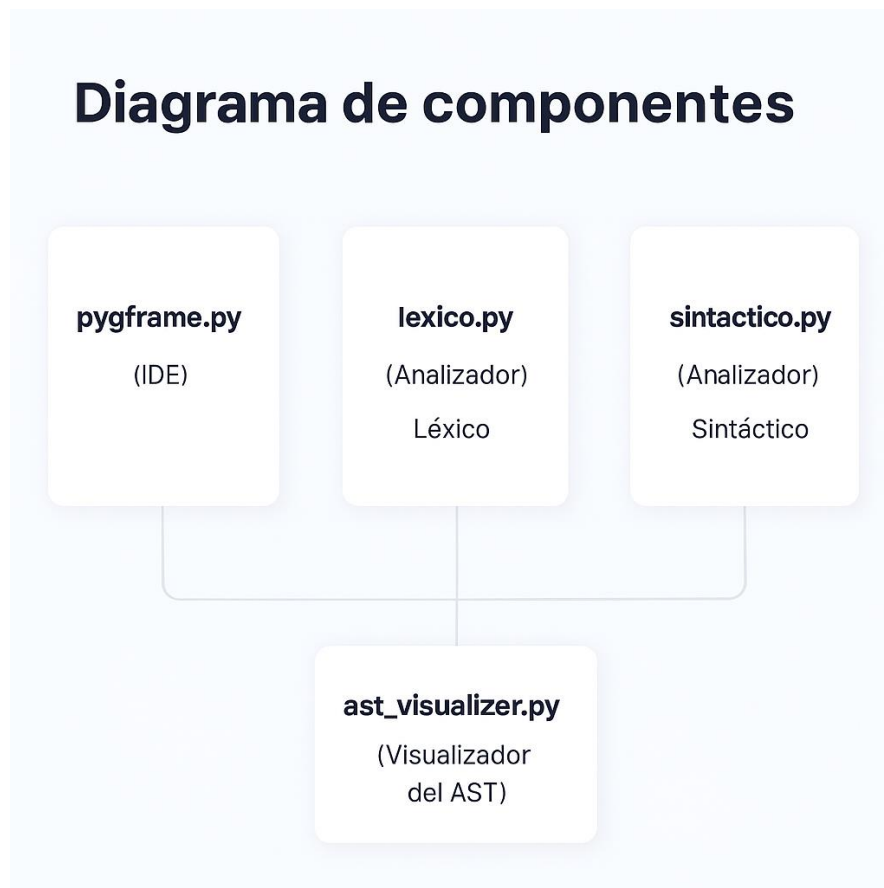 Diagrama de componentes
pygframe.py
(IDE)
lexico.py
(Analizador)
Léxico
sintactico.py
(Analizador)
Sintáctico
ast_visualizer.py
(Visualizador
del AST)